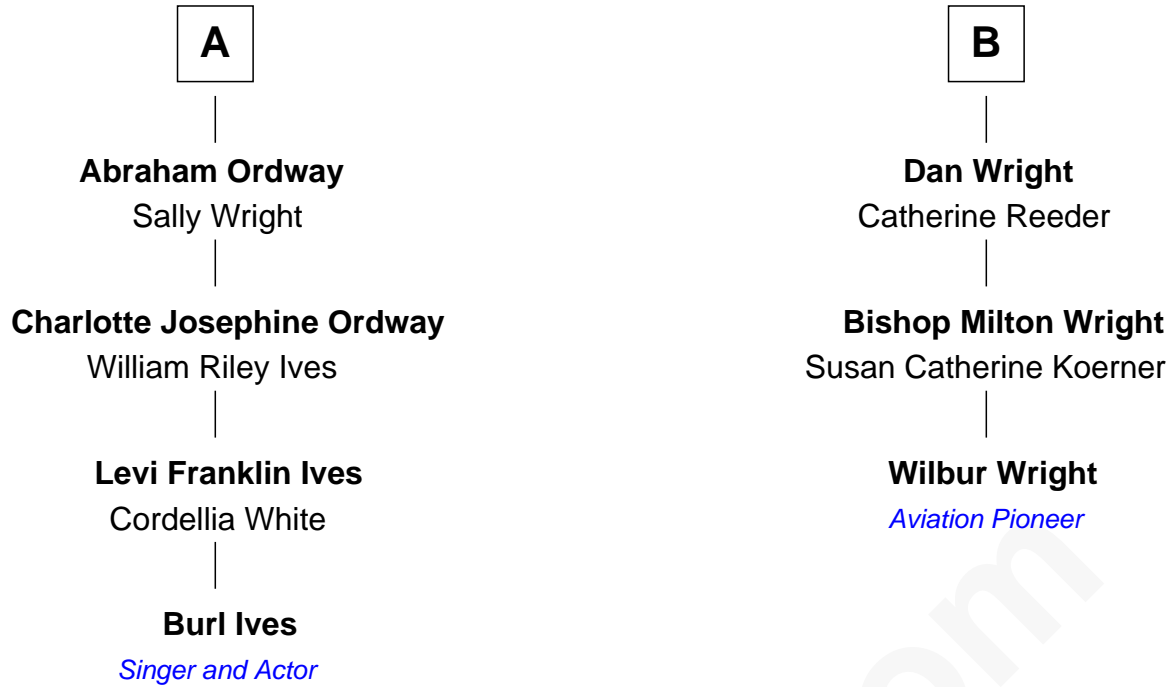 A
Abraham Ordway
Sally Wright
Charlotte Josephine Ordway
William Riley Ives
Levi Franklin Ives
Cordellia White
Burl Ives
Singer and Actor
B
Dan Wright
Catherine Reeder
Bishop Milton Wright
Susan Catherine Koerner
Wilbur Wright
Aviation Pioneer
om